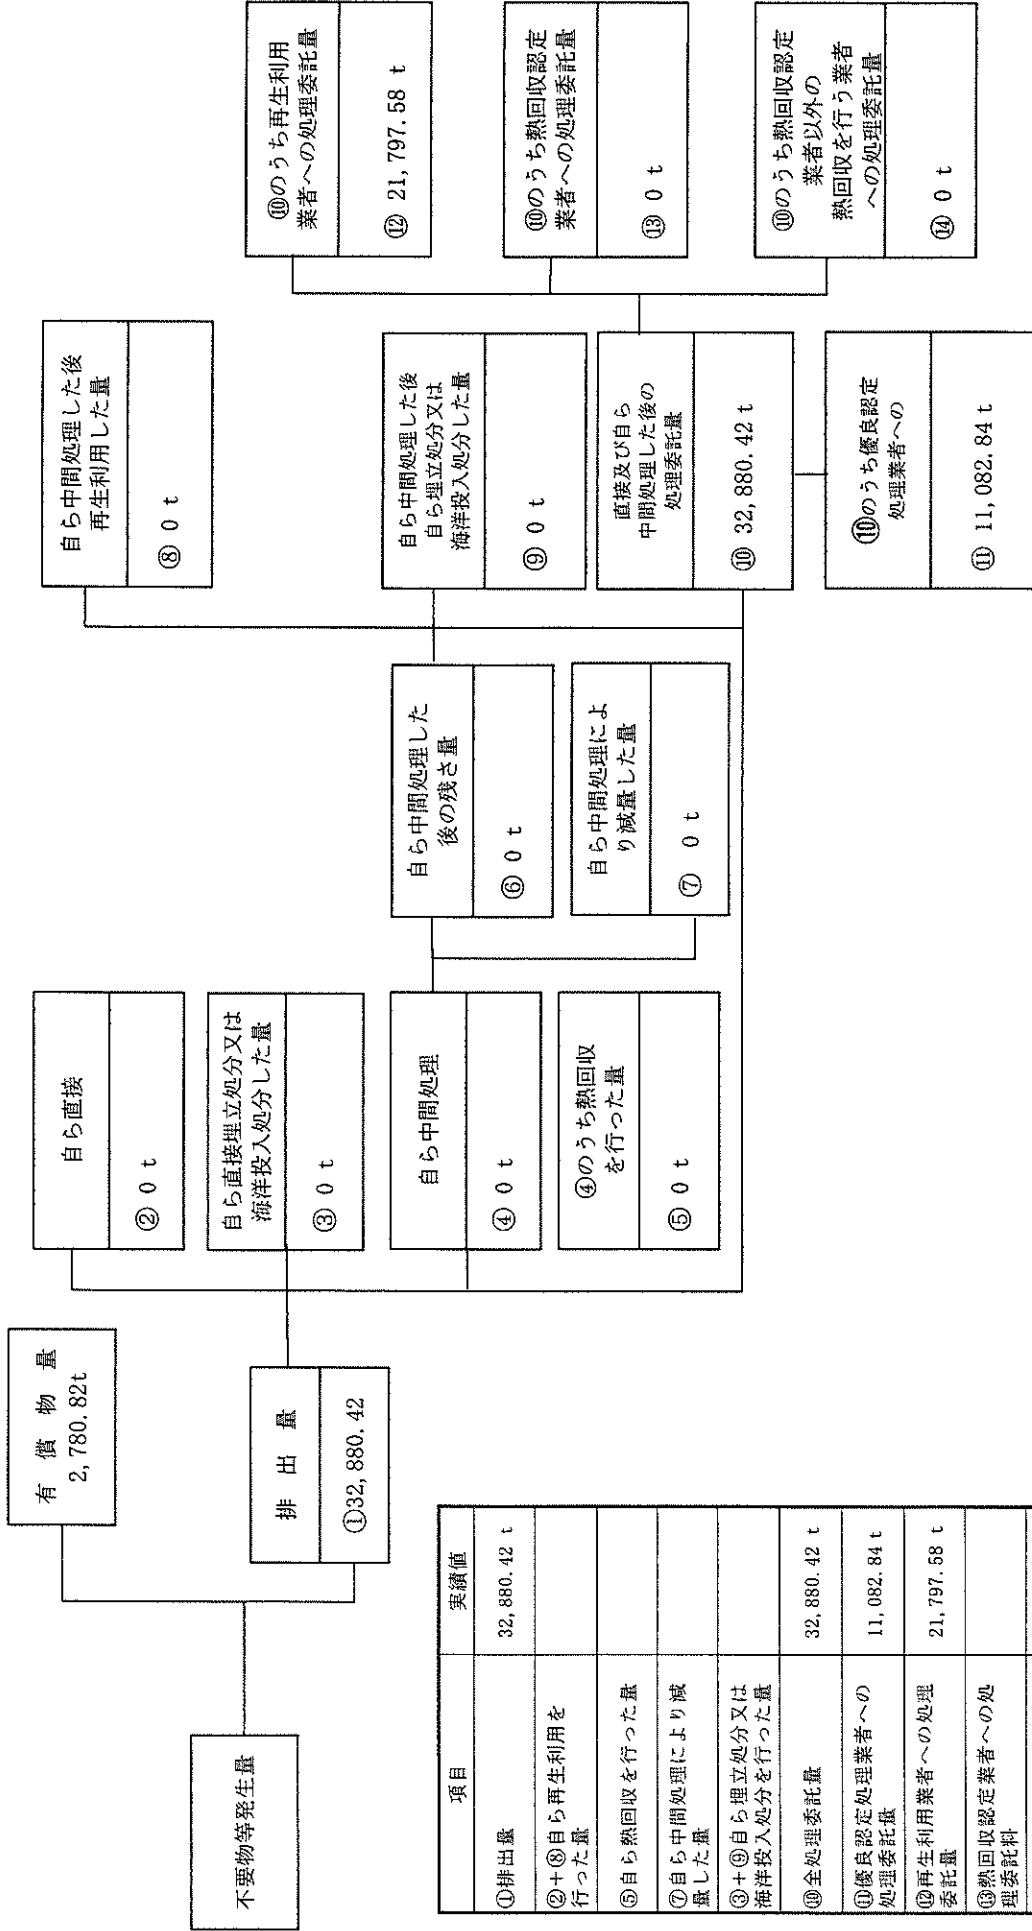 不要物等発生量
有償物量
2,780.82t
排出量
①32,880.42
自ら直接
② 0 t
自ら直接埋立処分又は
海洋投入処分した量
③ 0 t
自ら中間処理
④ 0 t
④のうち熱回収
を行った量
⑤ 0 t
自ら中間処理した
後の残さ量
⑥ 0 t
自ら中間処理によ
り減量した量
⑦ 0 t
自ら中間処理した後
再生利用した量
⑧ 0 t
自ら中間処理した後
自ら埋立処分又は
海洋投入処分した量
⑨ 0 t
直接及び自ら
中間処理した後の
処理委託量
⑩ 32,880.42 t
⑩のうち優良認定
処理業者への
⑪ 11,082.84 t
⑩のうち再生利用
業者への処理委託量
⑫ 21,797.58 t
⑩のうち熱回収認定
業者への処理委託量
⑬ 0 t
⑩のうち熱回収認定
業者以外の
熱回収を行う業者
への処理委託量
⑭ 0 t
項目 実績値
①排出量 32,880.42 t
②+⑧自ら再生利用を
行った量
⑤自ら熱回収を行った量
⑦自ら中間処理により減
量した量
③+⑨自ら埋立処分又は
海洋投入処分を行った量
⑩全処理委託量 32,880.42 t
⑪優良認定処理業者への
処理委託量 11,082.84 t
⑫再生利用業者への処理
委託量 21,797.58 t
⑬熱回収認定業者への処
理委託料